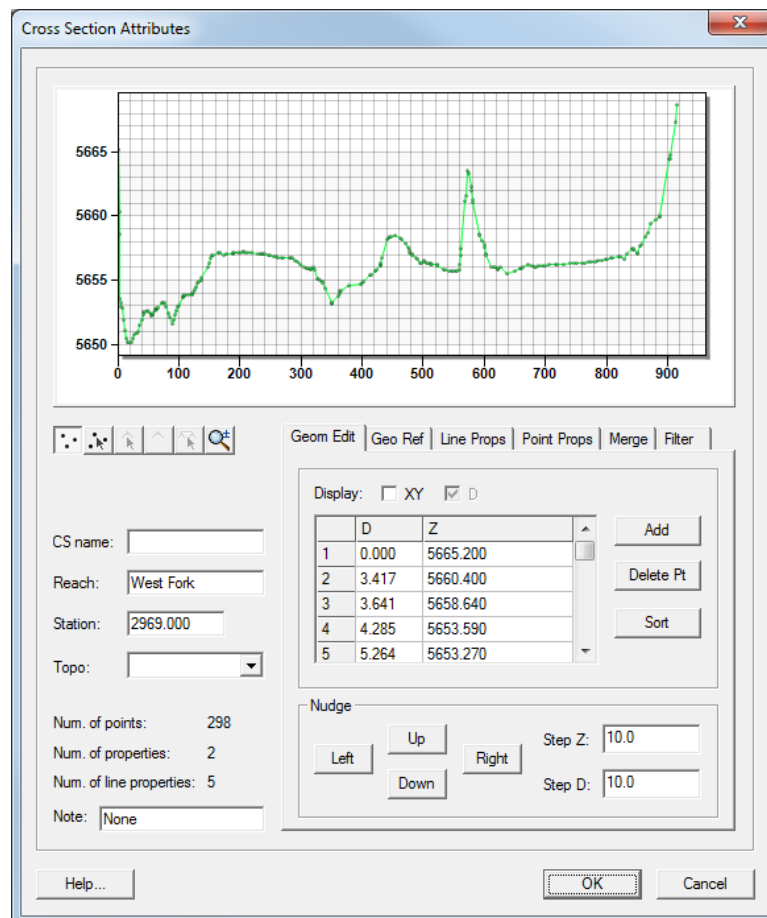 Cross Section Attributes
5665
5660
5655
5650
0 100 200 300 400 500 600 700 800 900
Geom Edit Geo Ref Line Props Point Props Merge Filter
Display: XY D
D Z
1 0.000 5665.200
2 3.417 5660.400
3 3.641 5658.640
4 4.285 5653.590
5 5.264 5653.270
Add
Delete Pt
Sort
CS name:
Reach: West Fork
Station: 2969.000
Topo:
Num. of points: 298
Num. of properties: 2
Num. of line properties: 5
Note: None
Nudge
Left
Up
Down
Right
Step Z: 10.0
Step D: 10.0
Help...
OK
Cancel